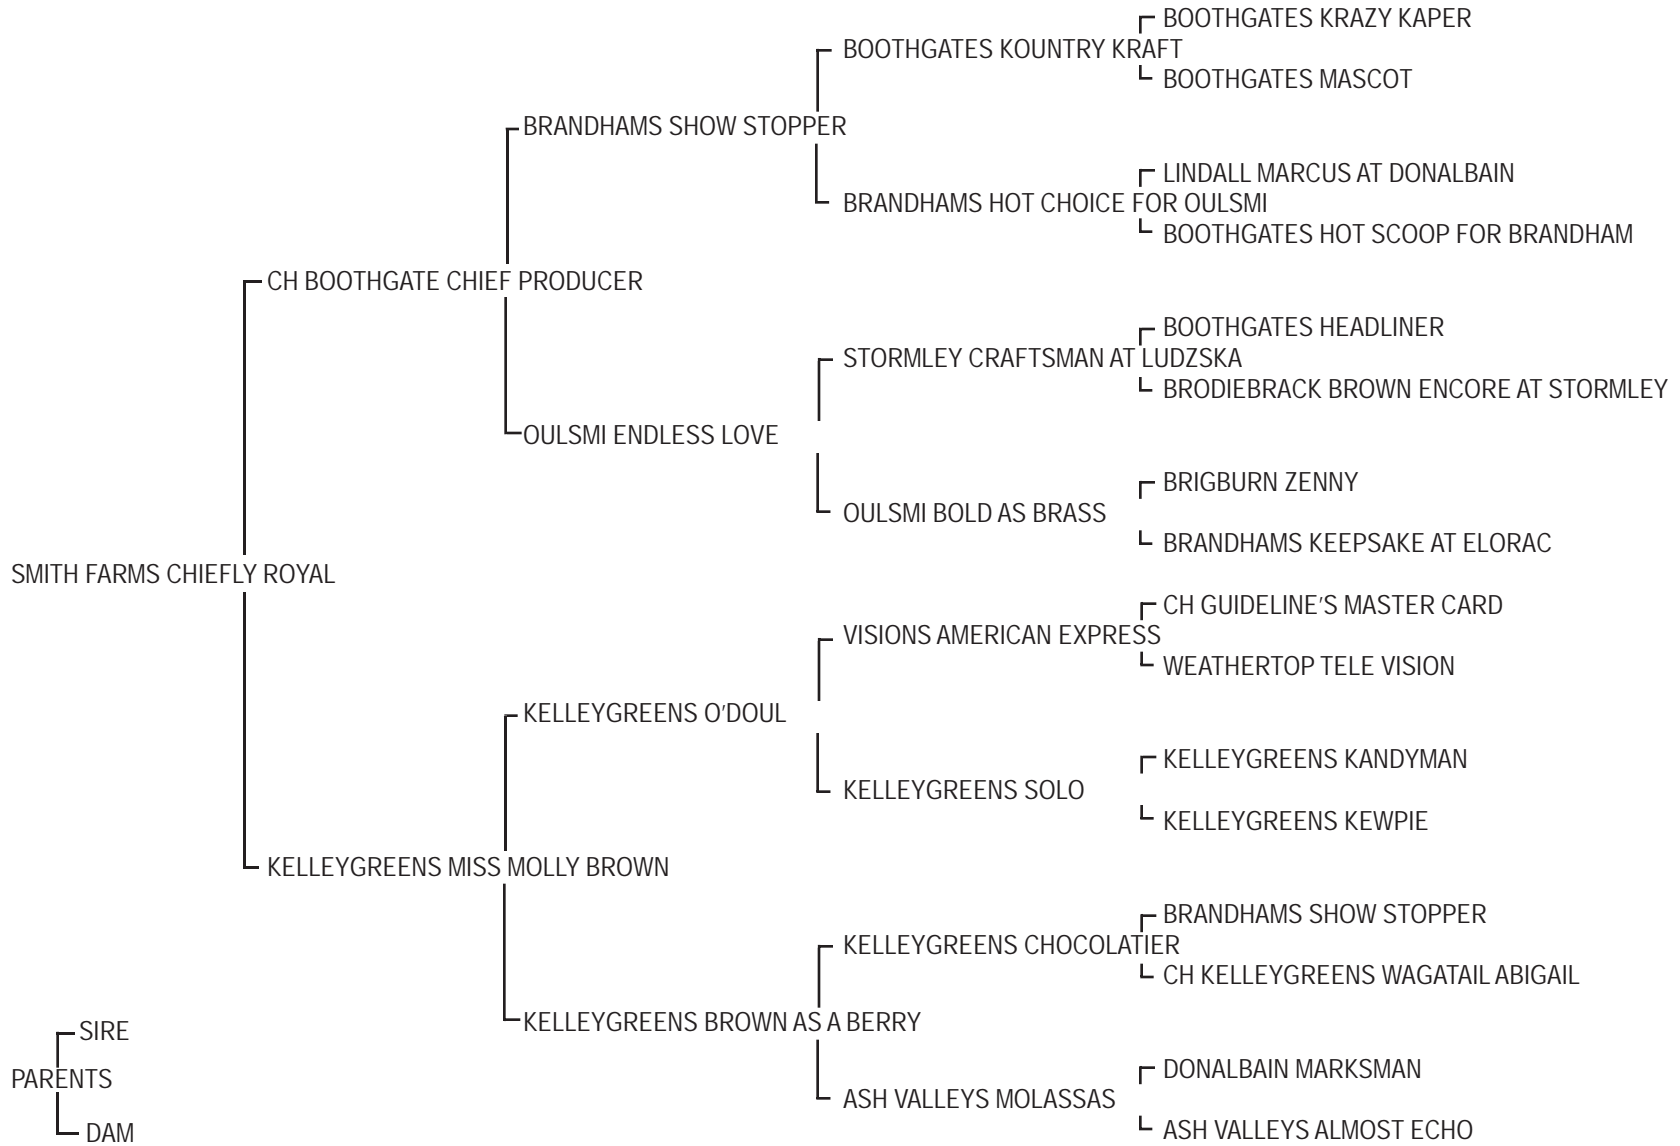 BOOTHGATES KRAZY KAPER
BOOTHGATES KOUNTRY KRAFT
BOOTHGATES MASCOT
BRANDHAMS SHOW STOPPER
LINDALL MARCUS AT DONALBAIN
BRANDHAMS HOT CHOICE FOR OULSMI
BOOTHGATES HOT SCOOP FOR BRANDHAM
CH BOOTHGATE CHIEF PRODUCER
BOOTHGATES HEADLINER
STORMLEY CRAFTSMAN AT LUDZSKA
BRODIEBRACK BROWN ENCORE AT STORMLEY
OULSMI ENDLESS LOVE
BRIGBURN ZENNY
OULSMI BOLD AS BRASS
BRANDHAMS KEEPSAKE AT ELORAC
SMITH FARMS CHIEFLY ROYAL
CH GUIDELINE'S MASTER CARD
VISIONS AMERICAN EXPRESS
WEATHERTOP TELE VISION
KELLEYGREENS O'DOUL
KELLEYGREENS KANDYMAN
KELLEYGREENS SOLO
KELLEYGREENS KEWPIE
KELLEYGREENS MISS MOLLY BROWN
BRANDHAMS SHOW STOPPER
KELLEYGREENS CHOCOLATIER
CH KELLEYGREENS WAGATAIL ABIGAIL
KELLEYGREENS BROWN AS A BERRY
DONALBAIN MARKSMAN
ASH VALLEYS MOLASSAS
ASH VALLEYS ALMOST ECHO
SIRE
PARENTS
DAM